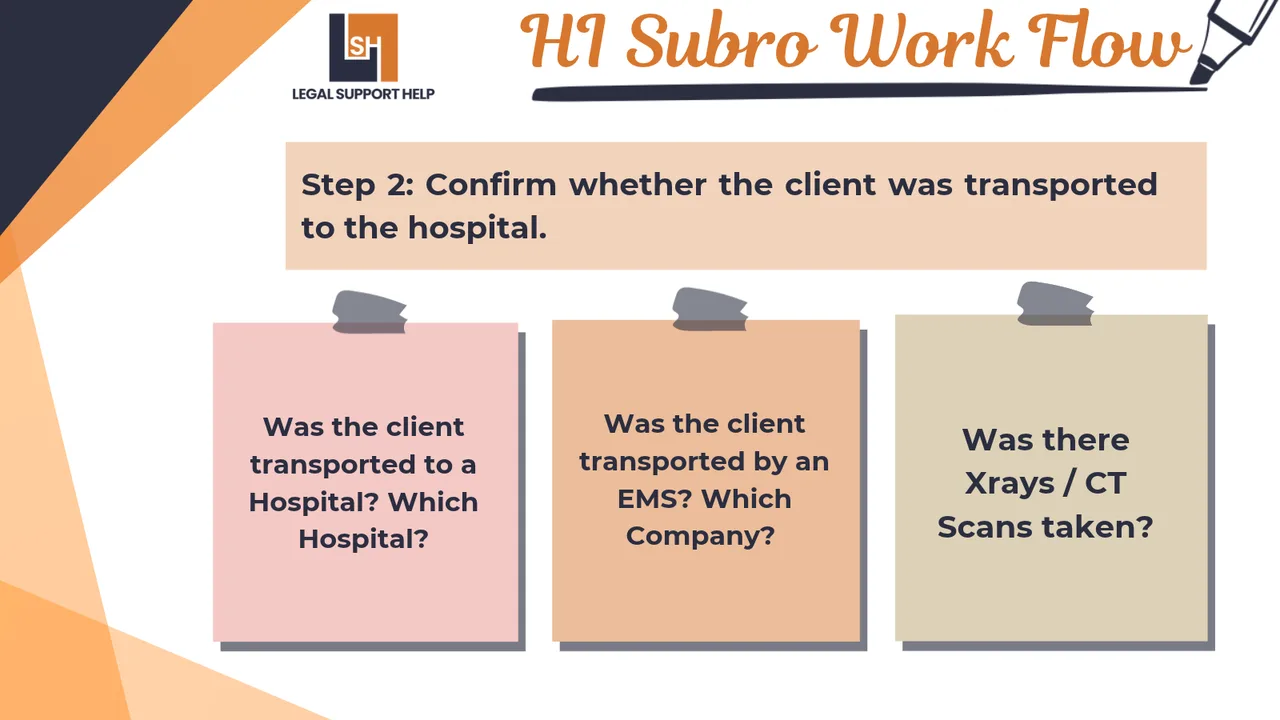 SH
LEGAL SUPPORT HELP
HI Subro Work Flow
Step 2: Confirm whether the client was transported
to the hospital.
Was the client
transported to a
Hospital? Which
Hospital?
Was the client
transported by an
EMS? Which
Company?
Was there
Xrays / CT
Scans taken?